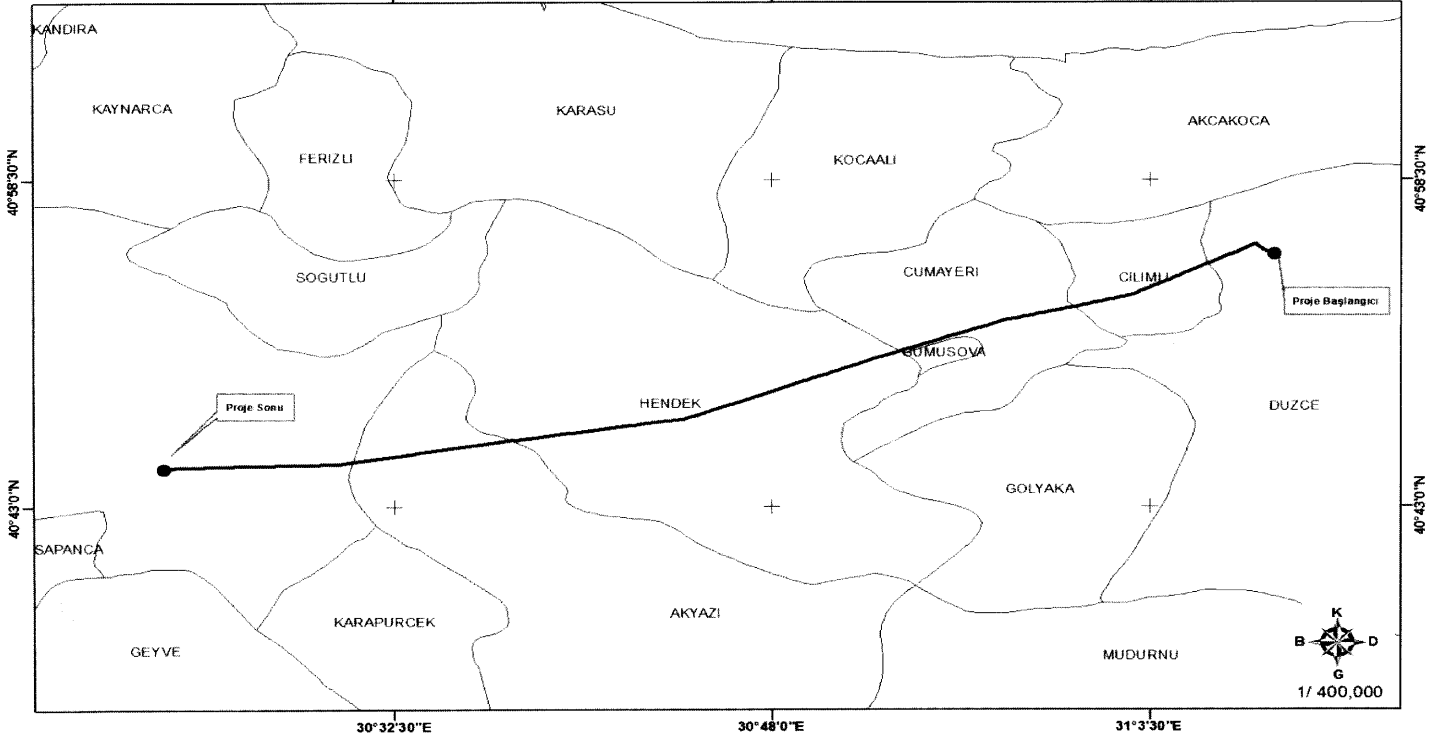 KANDIRA
KAYNARCA
KARASU
AKCAKOCA
FERIZLI
KOCAALI
40°58'30"N
40°58'30"N
SOGUTLU
CUMAYERI
CILIMLI
Proje Başlangıcı
GUMUSOVA
Proje Sonu
HENDEK
DUZCE
GOLYAKA
40°43'0"N
40°43'0"N
SAPANCA
AKYAZI
KARAPURCEK
GEYVE
MUDURNU
K
B D
G
1/ 400,000
30°32'30"E
30°48'0"E
31°3'30"E